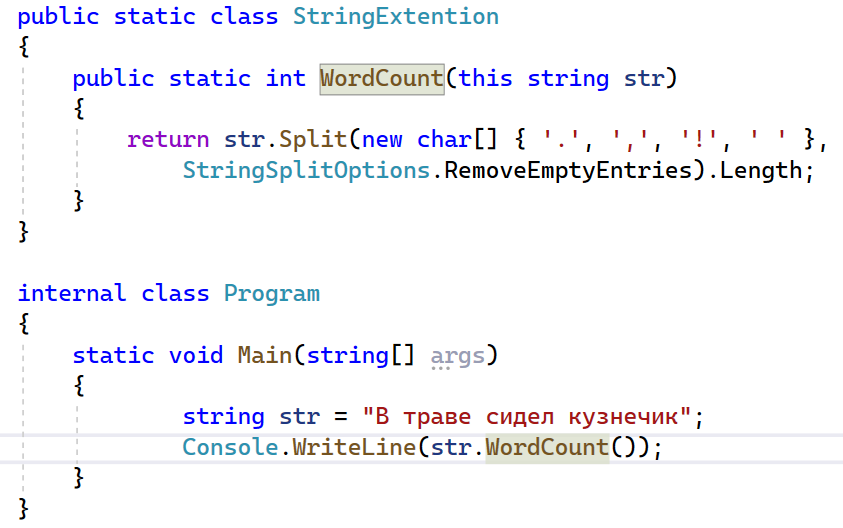 public static class StringExtention
{
public static int WordCount(this string str)
{
return str.Split(new char[] { '.', ',', '!', ' ' },
StringSplitOptions.RemoveEmptyEntries).Length;
}
}
internal class Program
{
static void Main(string[] args)
{
string str = "В траве сидел кузнечик";
Console.WriteLine(str.WordCount());
}
}